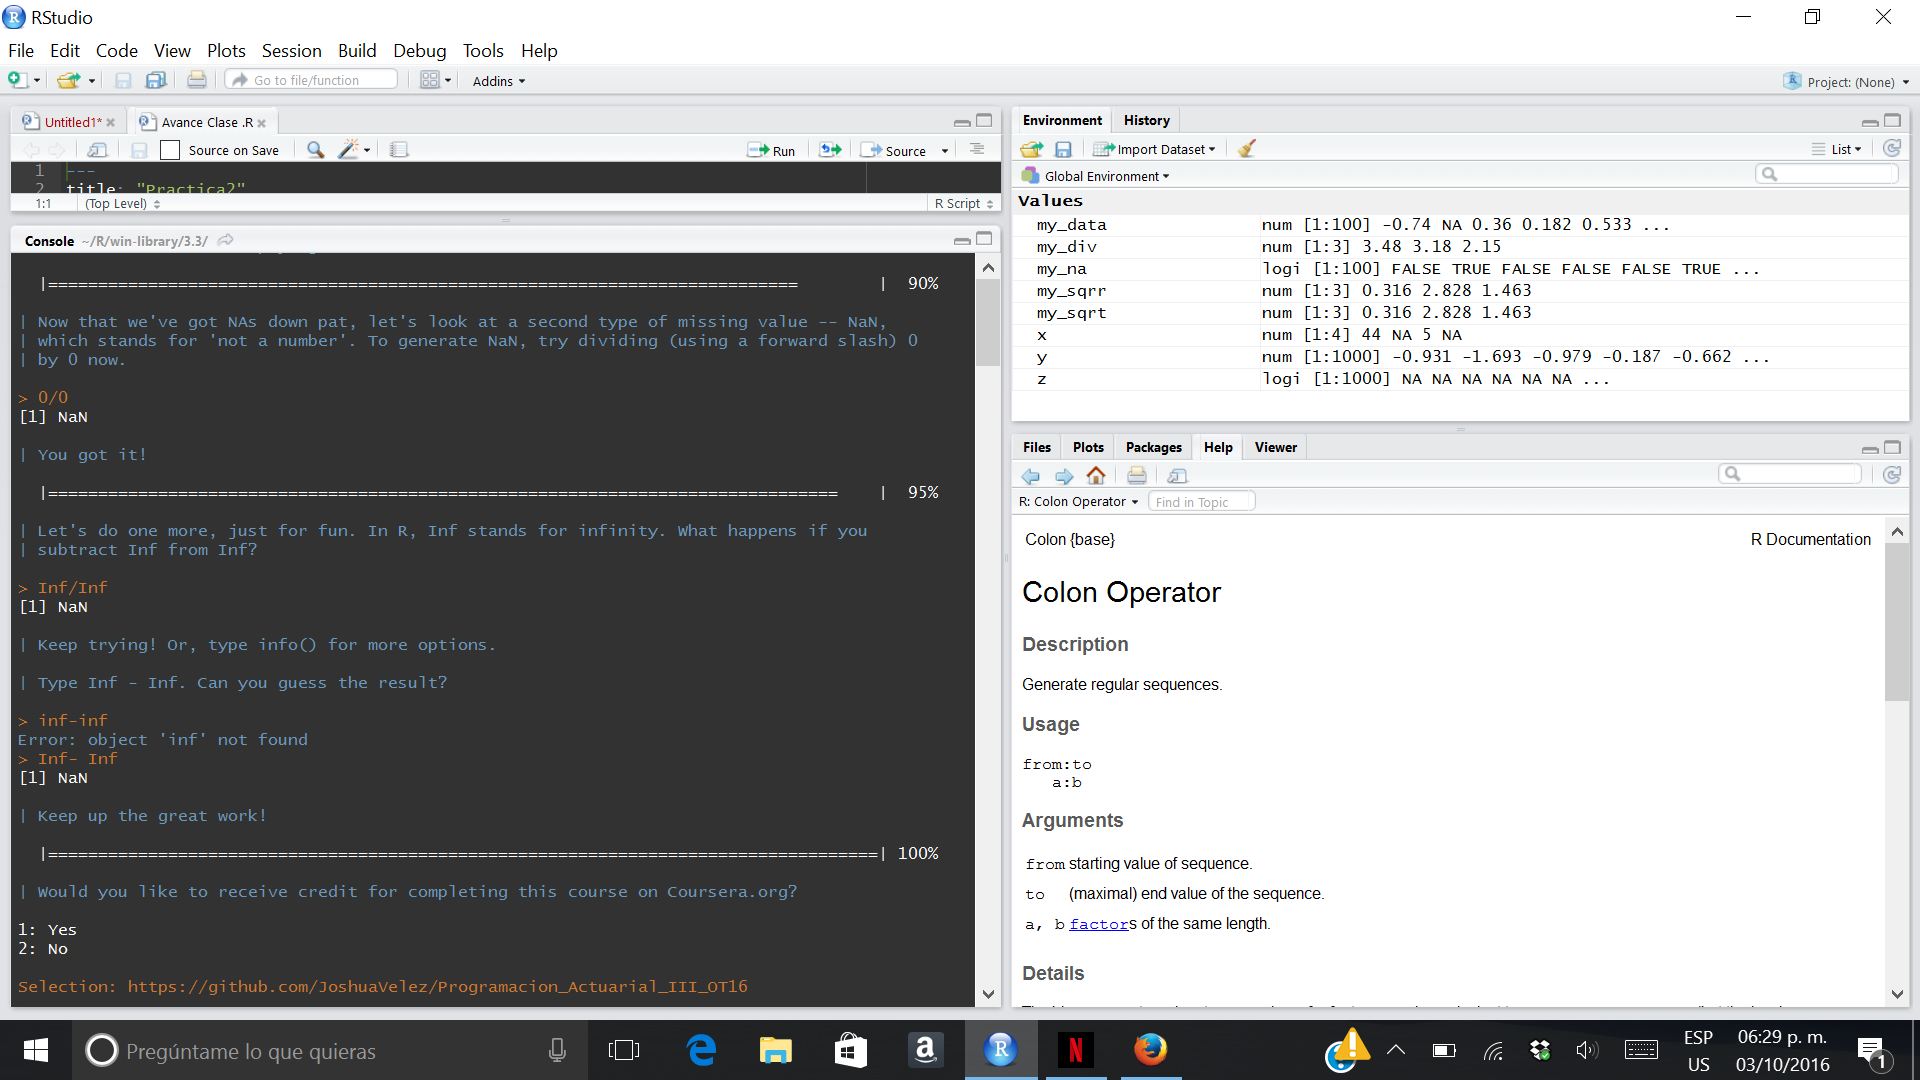 RStudio
File Edit Code View Plots Session Build Debug Tools Help
Go to file/function Addins Project: (None)
Untitled1* Avance Clase .R
Source on Save Run Source
1 ---
2 title: "Practica2"
1:1 (Top Level) R Script
Console ~/R/win-library/3.3/
|=========================================================================== | 90%
| Now that we've got NAs down pat, let's look at a second type of missing value -- NaN,
| which stands for 'not a number'. To generate NaN, try dividing (using a forward slash) 0
| by 0 now.
> 0/0
[1] NaN
| You got it!
|=============================================================================== | 95%
| Let's do one more, just for fun. In R, Inf stands for infinity. What happens if you
| subtract Inf from Inf?
> Inf/Inf
[1] NaN
| Keep trying! Or, type info() for more options.
| Type Inf - Inf. Can you guess the result?
> inf-inf
Error: object 'inf' not found
> Inf- Inf
[1] NaN
| Keep up the great work!
|===================================================================================| 100%
| Would you like to receive credit for completing this course on Coursera.org?
1: Yes
2: No
Selection: https://github.com/JoshuaVelez/Programacion_Actuarial_III_OT16
Environment History
Import Dataset List
Global Environment
Values
my_data num [1:100] -0.74 NA 0.36 0.182 0.533 ...
my_div num [1:3] 3.48 3.18 2.15
my_na logi [1:100] FALSE TRUE FALSE FALSE FALSE TRUE ...
my_sqrr num [1:3] 0.316 2.828 1.463
my_sqrt num [1:3] 0.316 2.828 1.463
x num [1:4] 44 NA 5 NA
y num [1:1000] -0.931 -1.693 -0.979 -0.187 -0.662 ...
z logi [1:1000] NA NA NA NA NA NA ...
Files Plots Packages Help Viewer
R: Colon Operator Find in Topic
Colon {base} R Documentation
Colon Operator
Description
Generate regular sequences.
Usage
from:to
a:b
Arguments
from starting value of sequence.
to (maximal) end value of the sequence.
a, b factors of the same length.
Details
Pregúntame lo que quieras
ESP 06:29 p. m.
US 03/10/2016
1